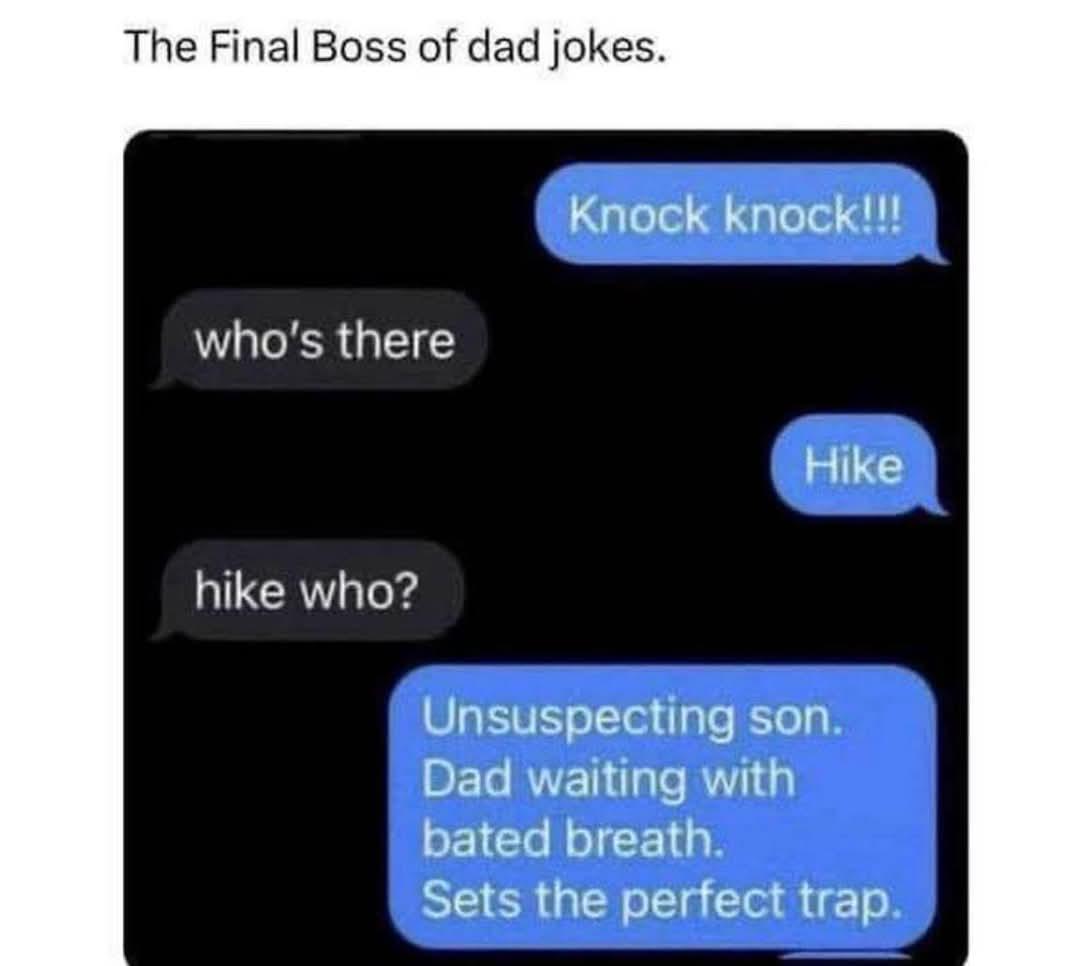 The Final Boss of dad jokes.
Knock knock!!!
who's there
Hike
hike who?
Unsuspecting son.
Dad waiting with
bated breath.
Sets the perfect trap.